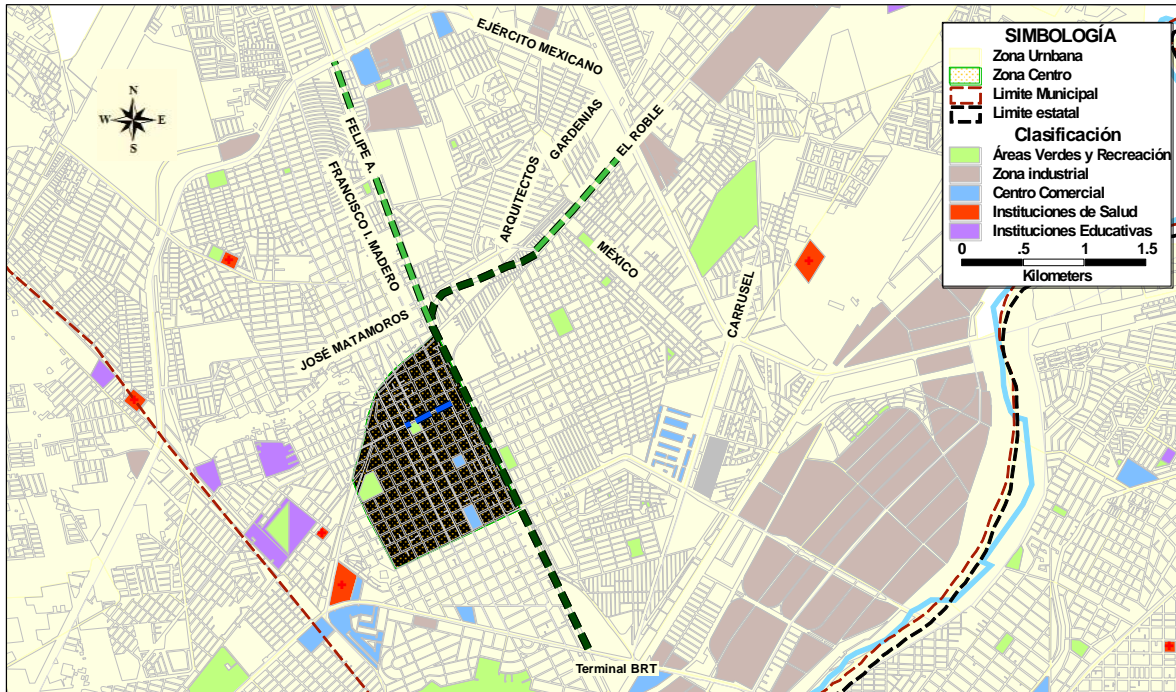 EJÉRCITO MEXICANO
N
W
E
S
FELIPE A.
FRANCISCO I. MADERO
ARQUITECTOS
GARDENIAS
EL ROBLE
MÉXICO
CARRUSEL
JOSÉ MATAMOROS
Terminal BRT
SIMBOLOGÍA
Zona Urnbana
Zona Centro
Limite Municipal
Limite estatal
Clasificación
Áreas Verdes y Recreación
Zona industrial
Centro Comercial
Instituciones de Salud
Instituciones Educativas
0 .5 1 1.5
Kilometers